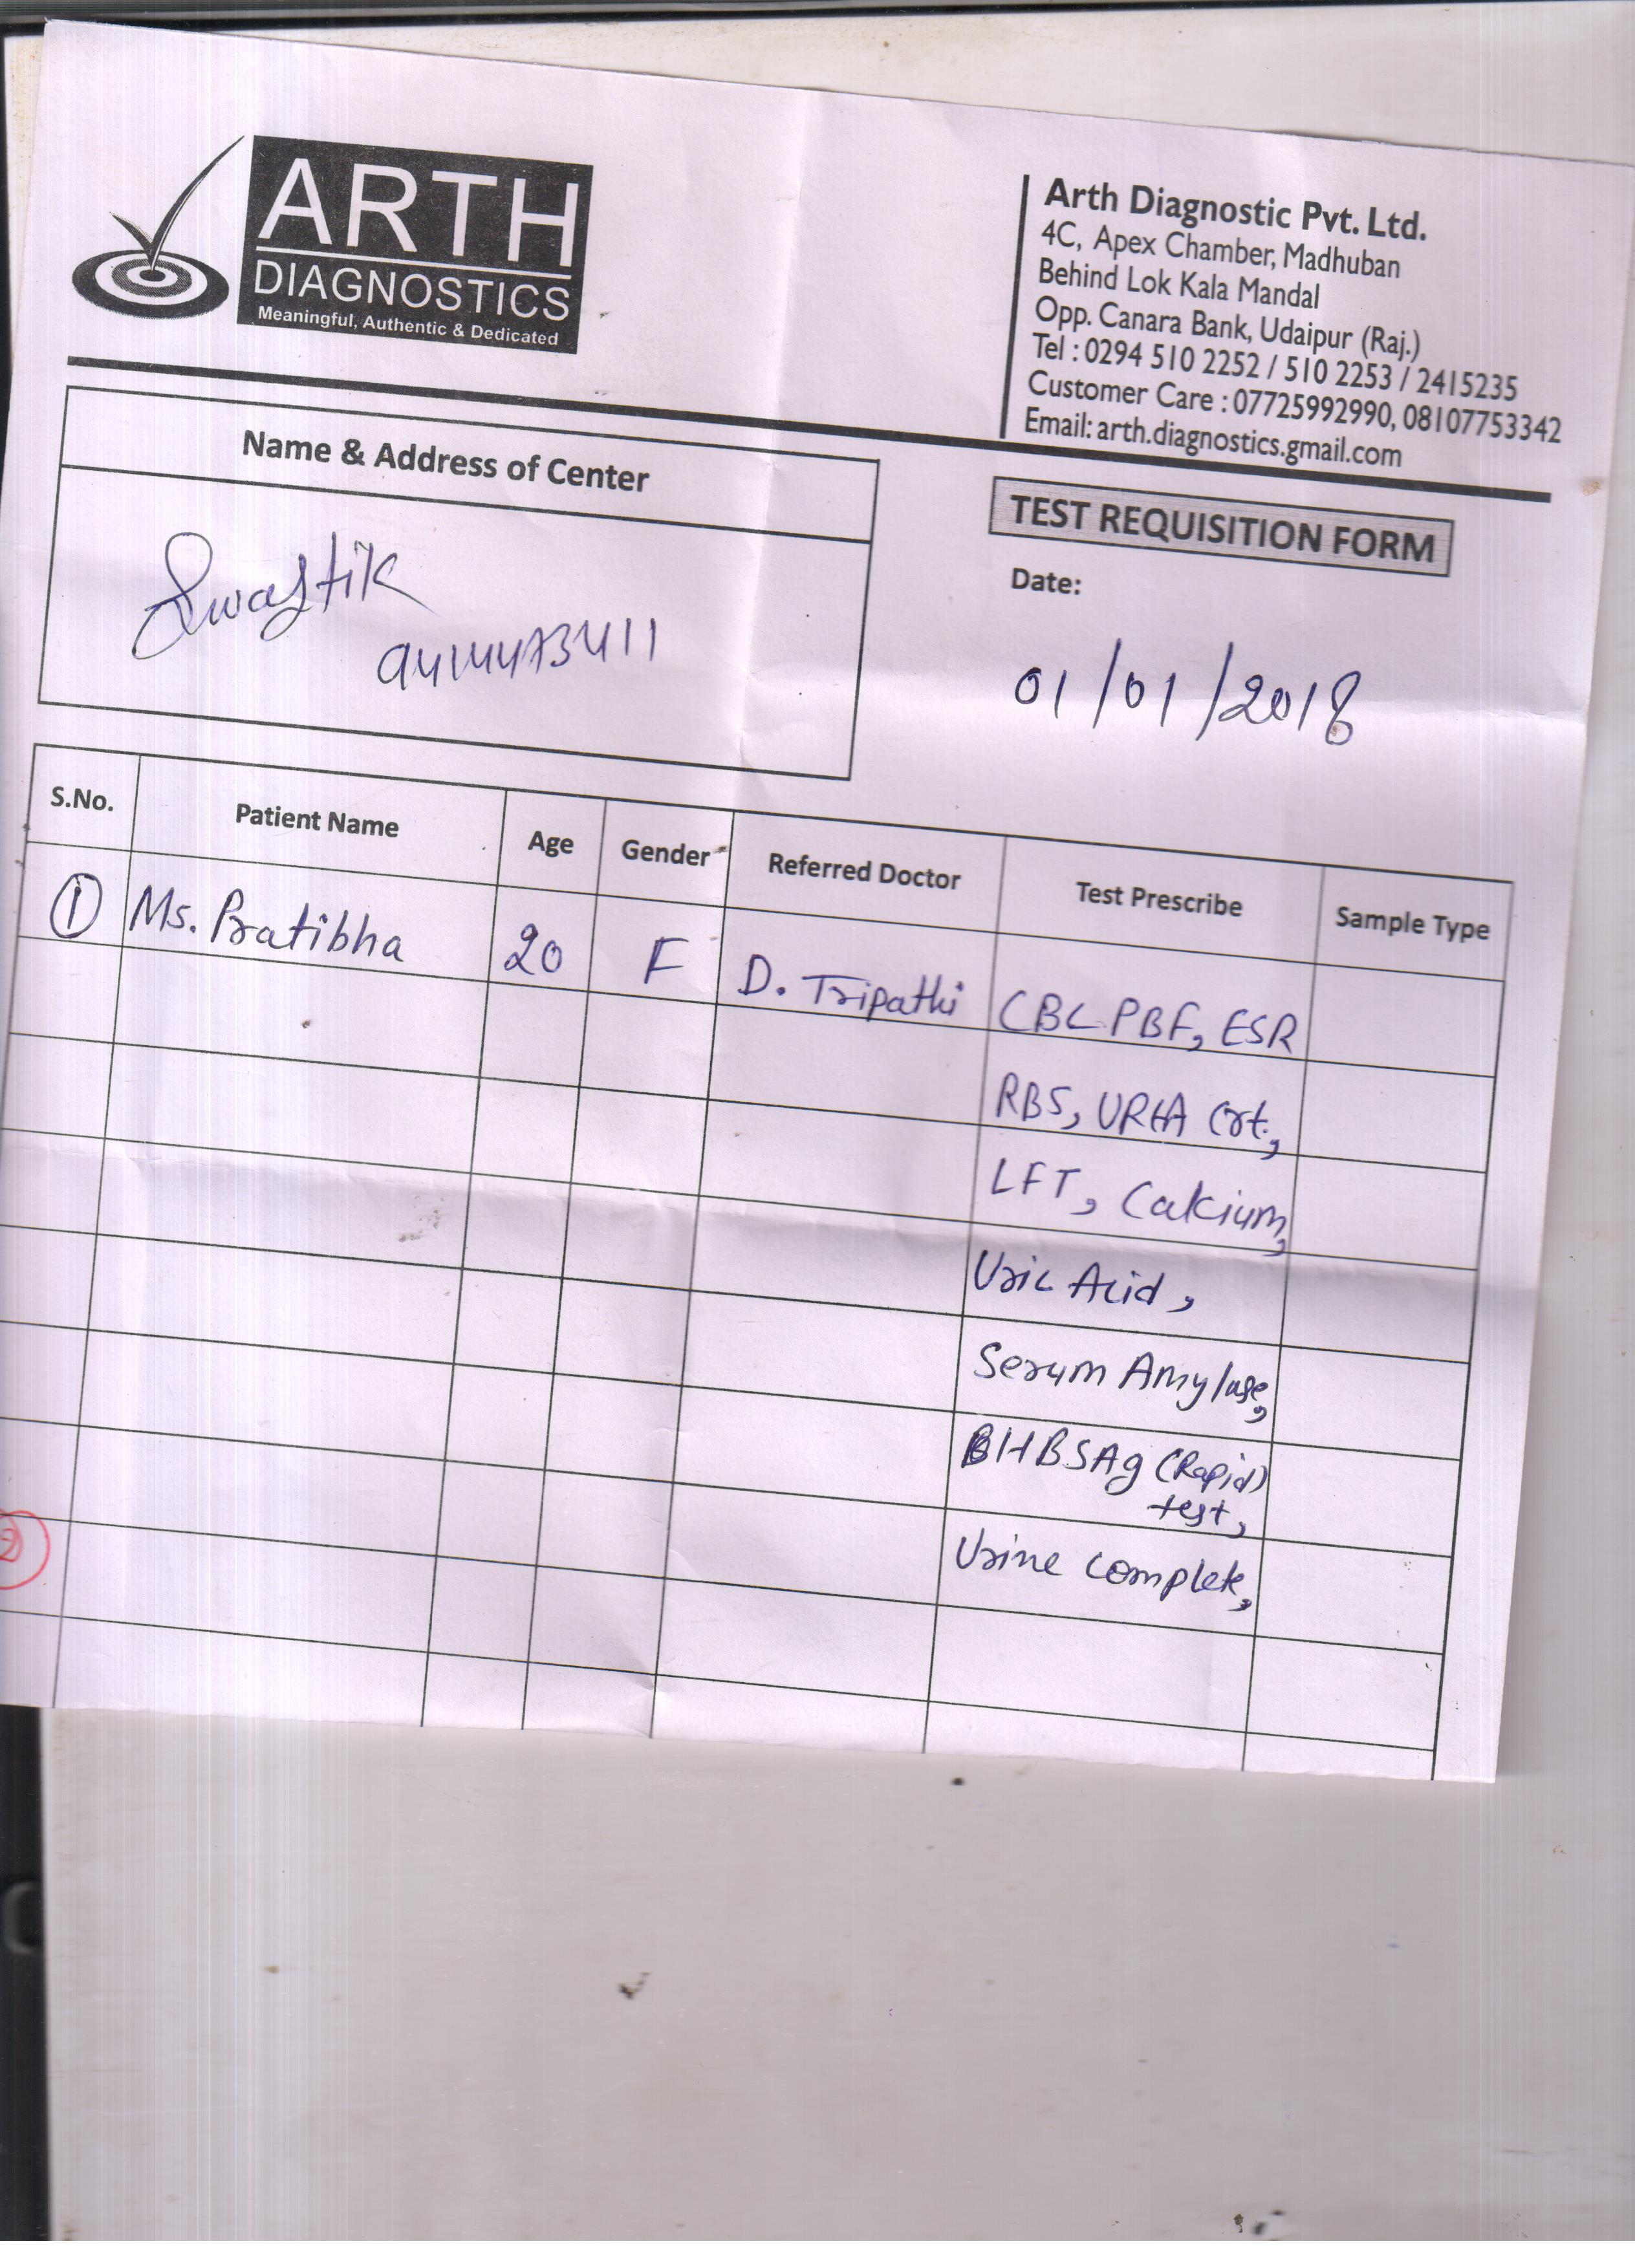 ARTH
DIAGNOSTICS
Meaningful, Authentic & Dedicated
Arth Diagnostic Pvt. Ltd.
4C, Apex Chamber, Madhuban
Behind Lok Kala Mandal
Opp. Canara Bank, Udaipur (Raj.)
Tel : 0294 510 2252 / 510 2253 / 2415235
Customer Care : 07725992990, 08107753342
Email: arth.diagnostics.gmail.com
Name & Address of Center
Swastik
9414473411
TEST REQUISITION FORM
Date:
01/01/2018
S.No. Patient Name Age Gender Referred Doctor Test Prescribe Sample Type
1 Ms. Pratibha 20 F D. Tripathi CBC PBF, ESR
RBS, UREA Crt.,
LFT, Calcium,
Uric Acid,
Serum Amylase,
HBSAg (Rapid)
test,
2
Urine complete,